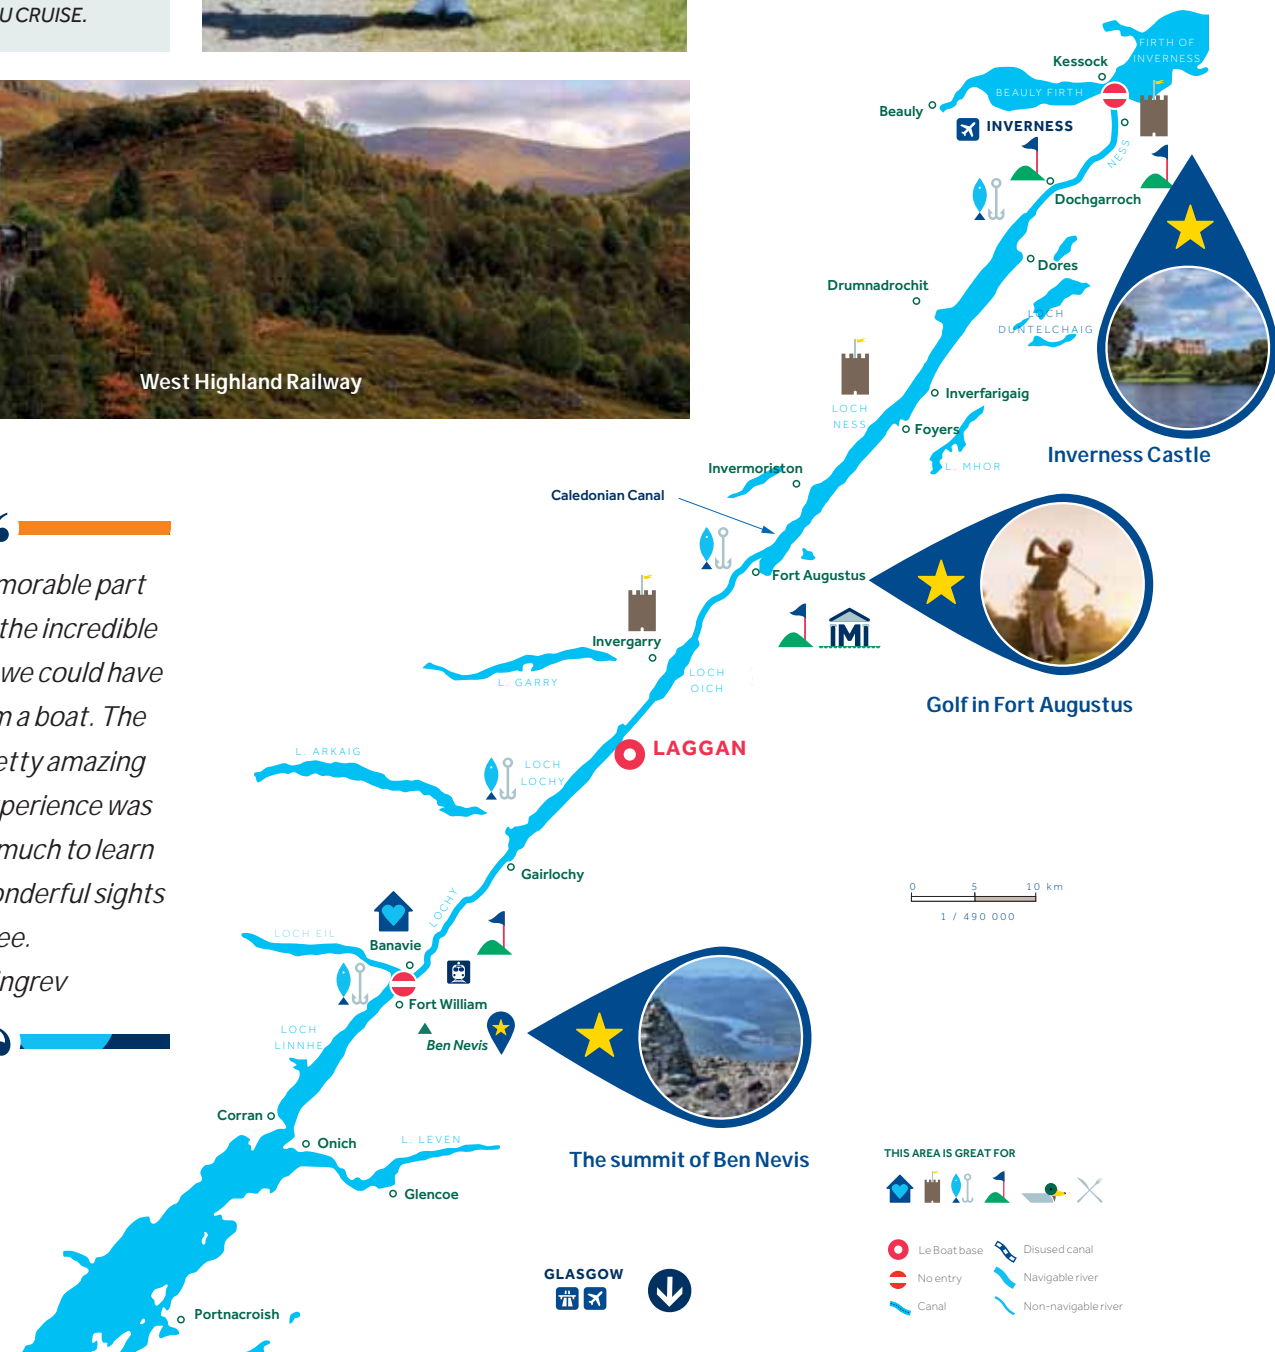 U CRUISE.
West Highland Railway
morable part
the incredible
we could have
m a boat. The
etty amazing
xperience was
much to learn
onderful sights
ee.
ngrev
FIRTH OF
INVERNESS
Kessock
BEAULY FIRTH
Beauly
INVERNESS
NESS
Dochgarroch
Dores
Drumnadrochit
LOCH
DUNTELCHAIG
LOCH
NESS
Inverfarigaig
Foyers
L. MHOR
Inverness Castle
Invermoriston
Caledonian Canal
Fort Augustus
Golf in Fort Augustus
Invergarry
L. GARRY
LOCH
OICH
LAGGAN
L. ARKAIG
LOCH
LOCHY
Gairlochy
0 5 10 km
1 / 490 000
LOCHY
LOCH EIL
Banavie
Fort William
Ben Nevis
LOCH
LINNHE
The summit of Ben Nevis
Corran
Onich
L. LEVEN
Glencoe
Portnacroish
GLASGOW
THIS AREA IS GREAT FOR
Le Boat base
Disused canal
No entry
Navigable river
Canal
Non-navigable river